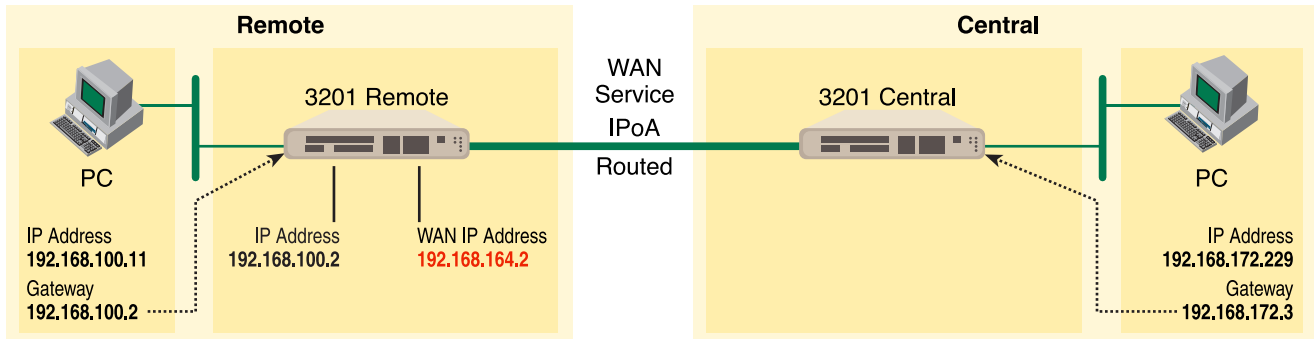 Remote
Central
3201 Remote
WAN
Service
IPoA
Routed
3201 Central
PC
PC
IP Address
192.168.100.11
Gateway
192.168.100.2
IP Address
192.168.100.2
WAN IP Address
192.168.164.2
IP Address
192.168.172.229
Gateway
192.168.172.3